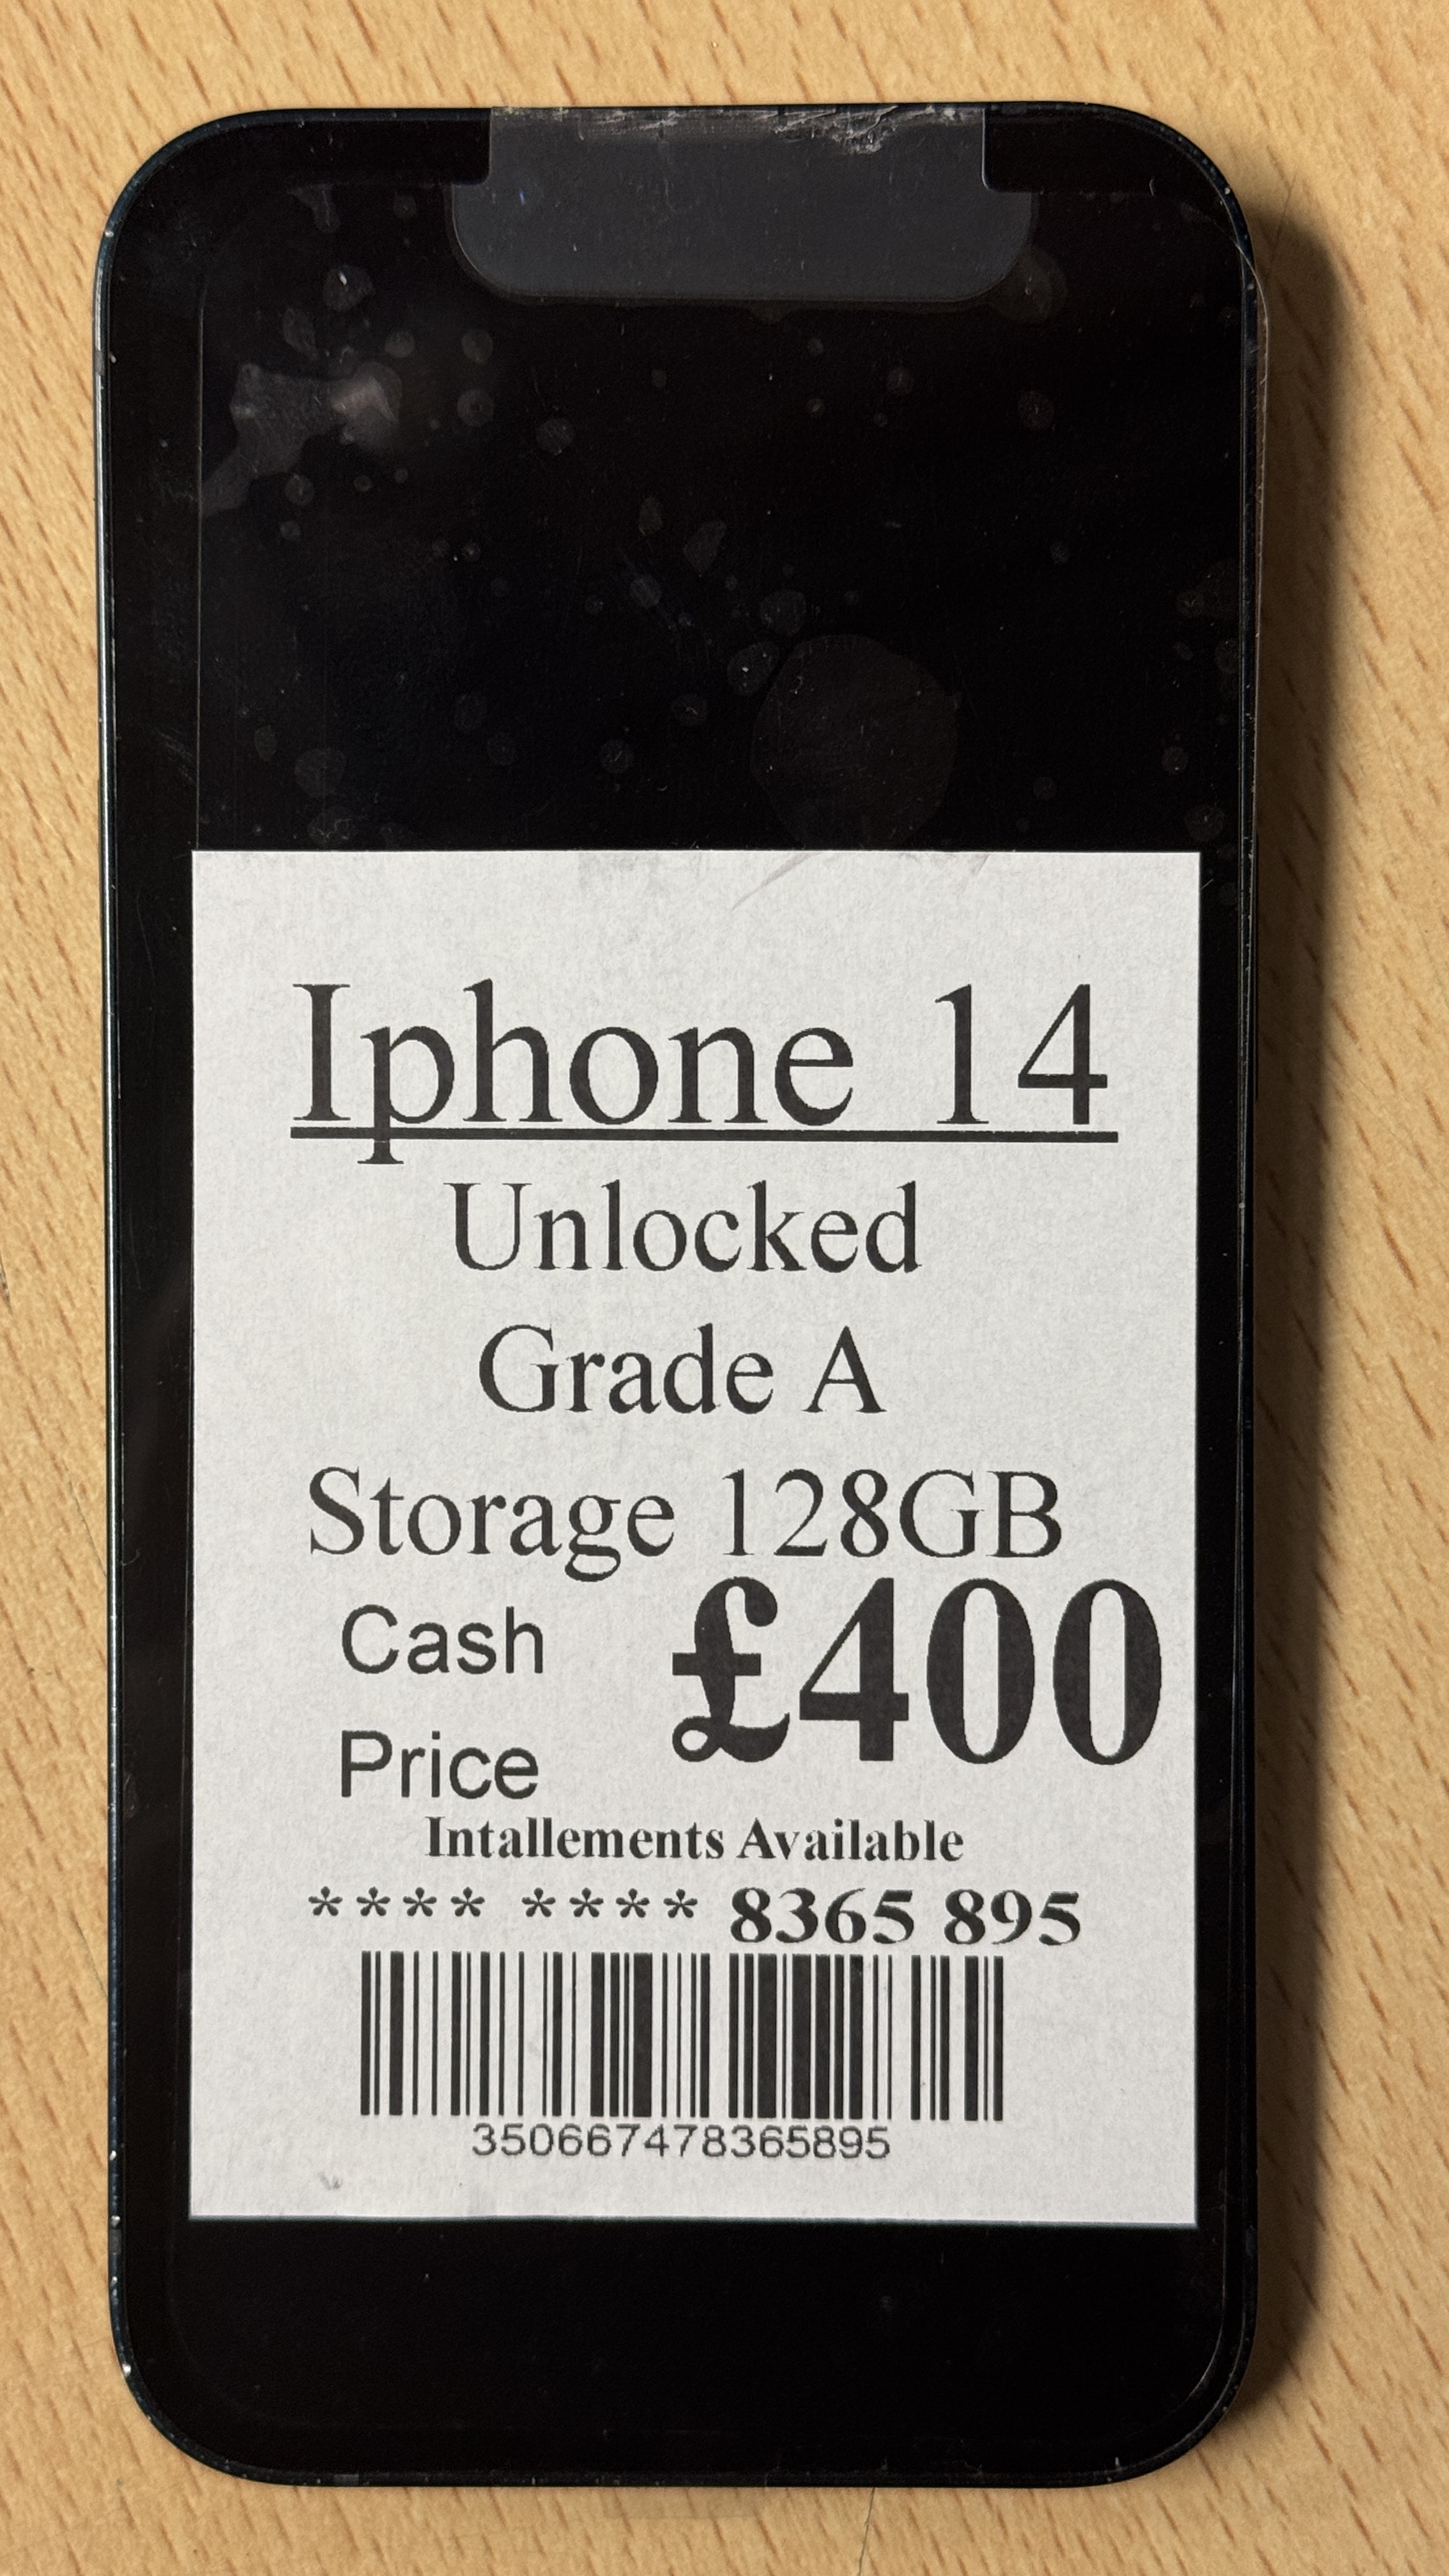 Iphone 14
Unlocked
Grade A
Storage 128GB
Cash
Price
£400
Intallements Available
**** **** 8365 895
350667478365895